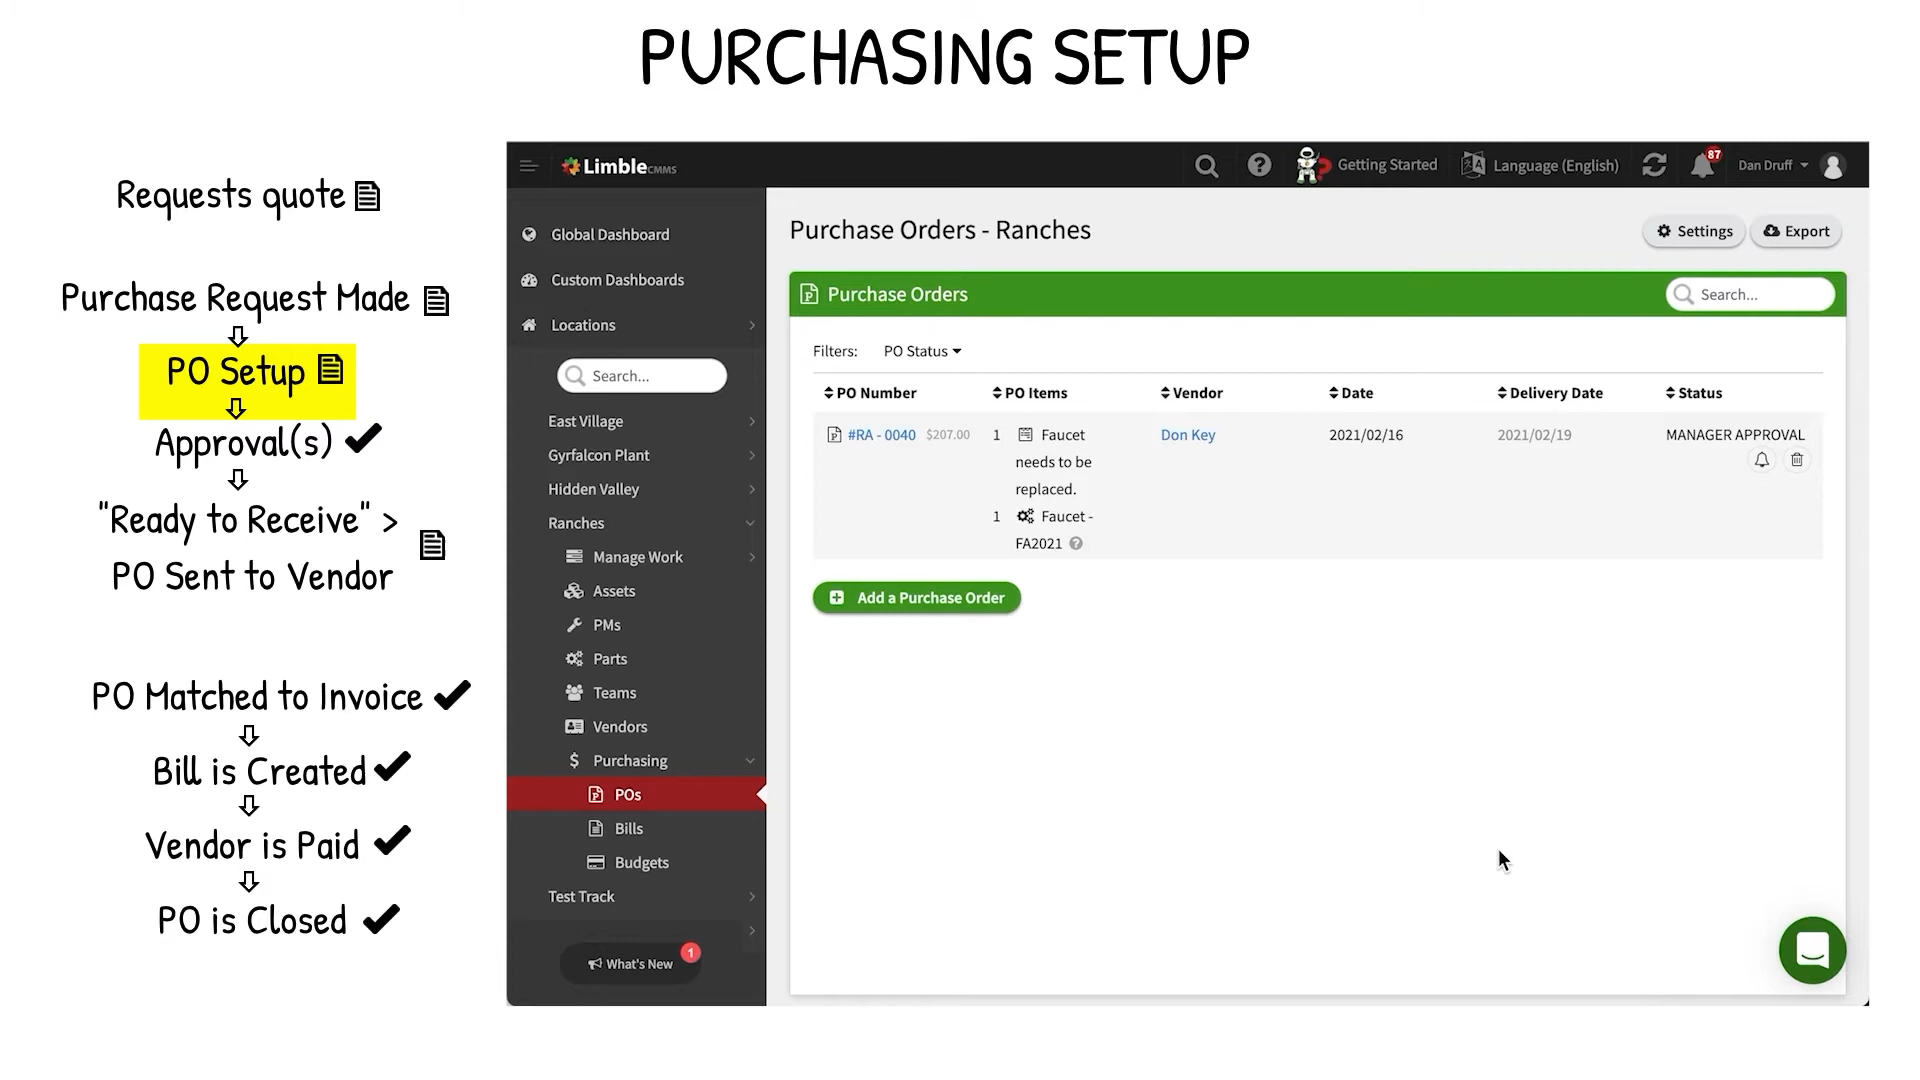 PURCHASING SETUP
Requests quote
Purchase Request Made
PO Setup
Approval(s)
"Ready to Receive" >
PO Sent to Vendor
PO Matched to Invoice
Bill is Created
Vendor is Paid
PO is Closed
LimbleCMMS
Getting Started
Language (English)
87
Dan Druff
Global Dashboard
Custom Dashboards
Locations
Search...
East Village
Gyrfalcon Plant
Hidden Valley
Ranches
Manage Work
Assets
PMs
Parts
Teams
Vendors
Purchasing
POs
Bills
Budgets
Test Track
What's New
1
Purchase Orders - Ranches
Settings
Export
Purchase Orders
Search...
Filters: PO Status
PO Number PO Items Vendor Date Delivery Date Status
#RA - 0040 $207.00 1 Faucet Don Key 2021/02/16 2021/02/19 MANAGER APPROVAL
needs to be
replaced.
1 Faucet -
FA2021
Add a Purchase Order